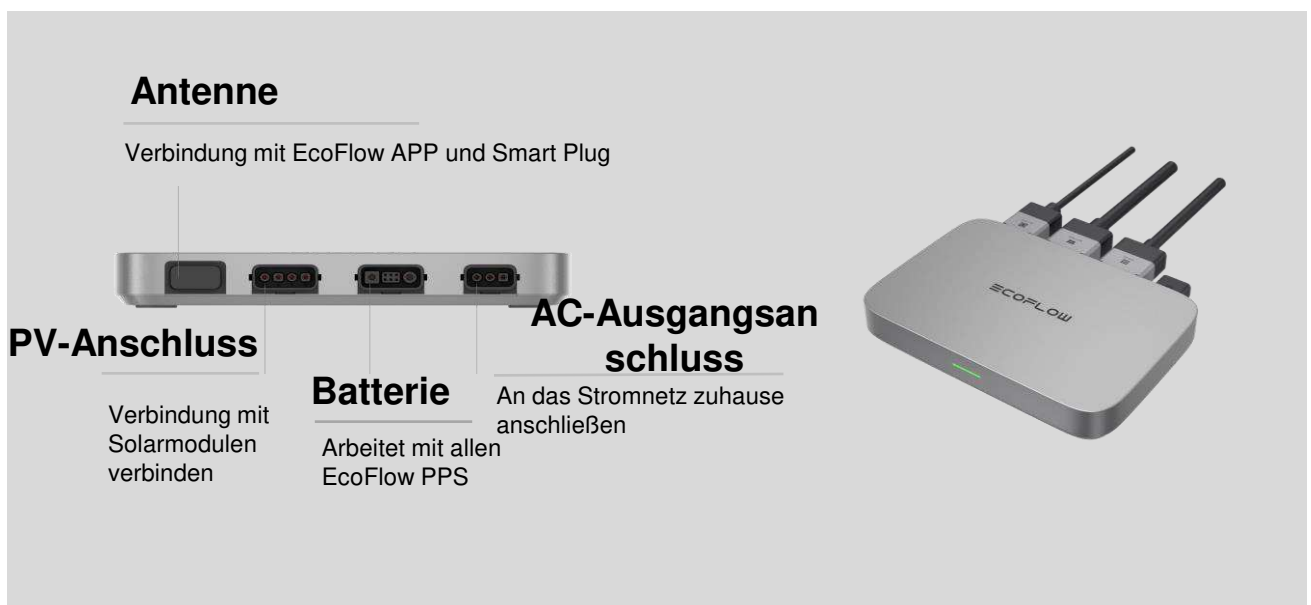 Antenne
Verbindung mit EcoFlow APP und Smart Plug
PV-Anschluss
Verbindung mit
Solarmodulen
verbinden
Batterie
Arbeitet mit allen
EcoFlow PPS
AC-Ausgangsan
schluss
An das Stromnetz zuhause
anschließen
ECOFLOW